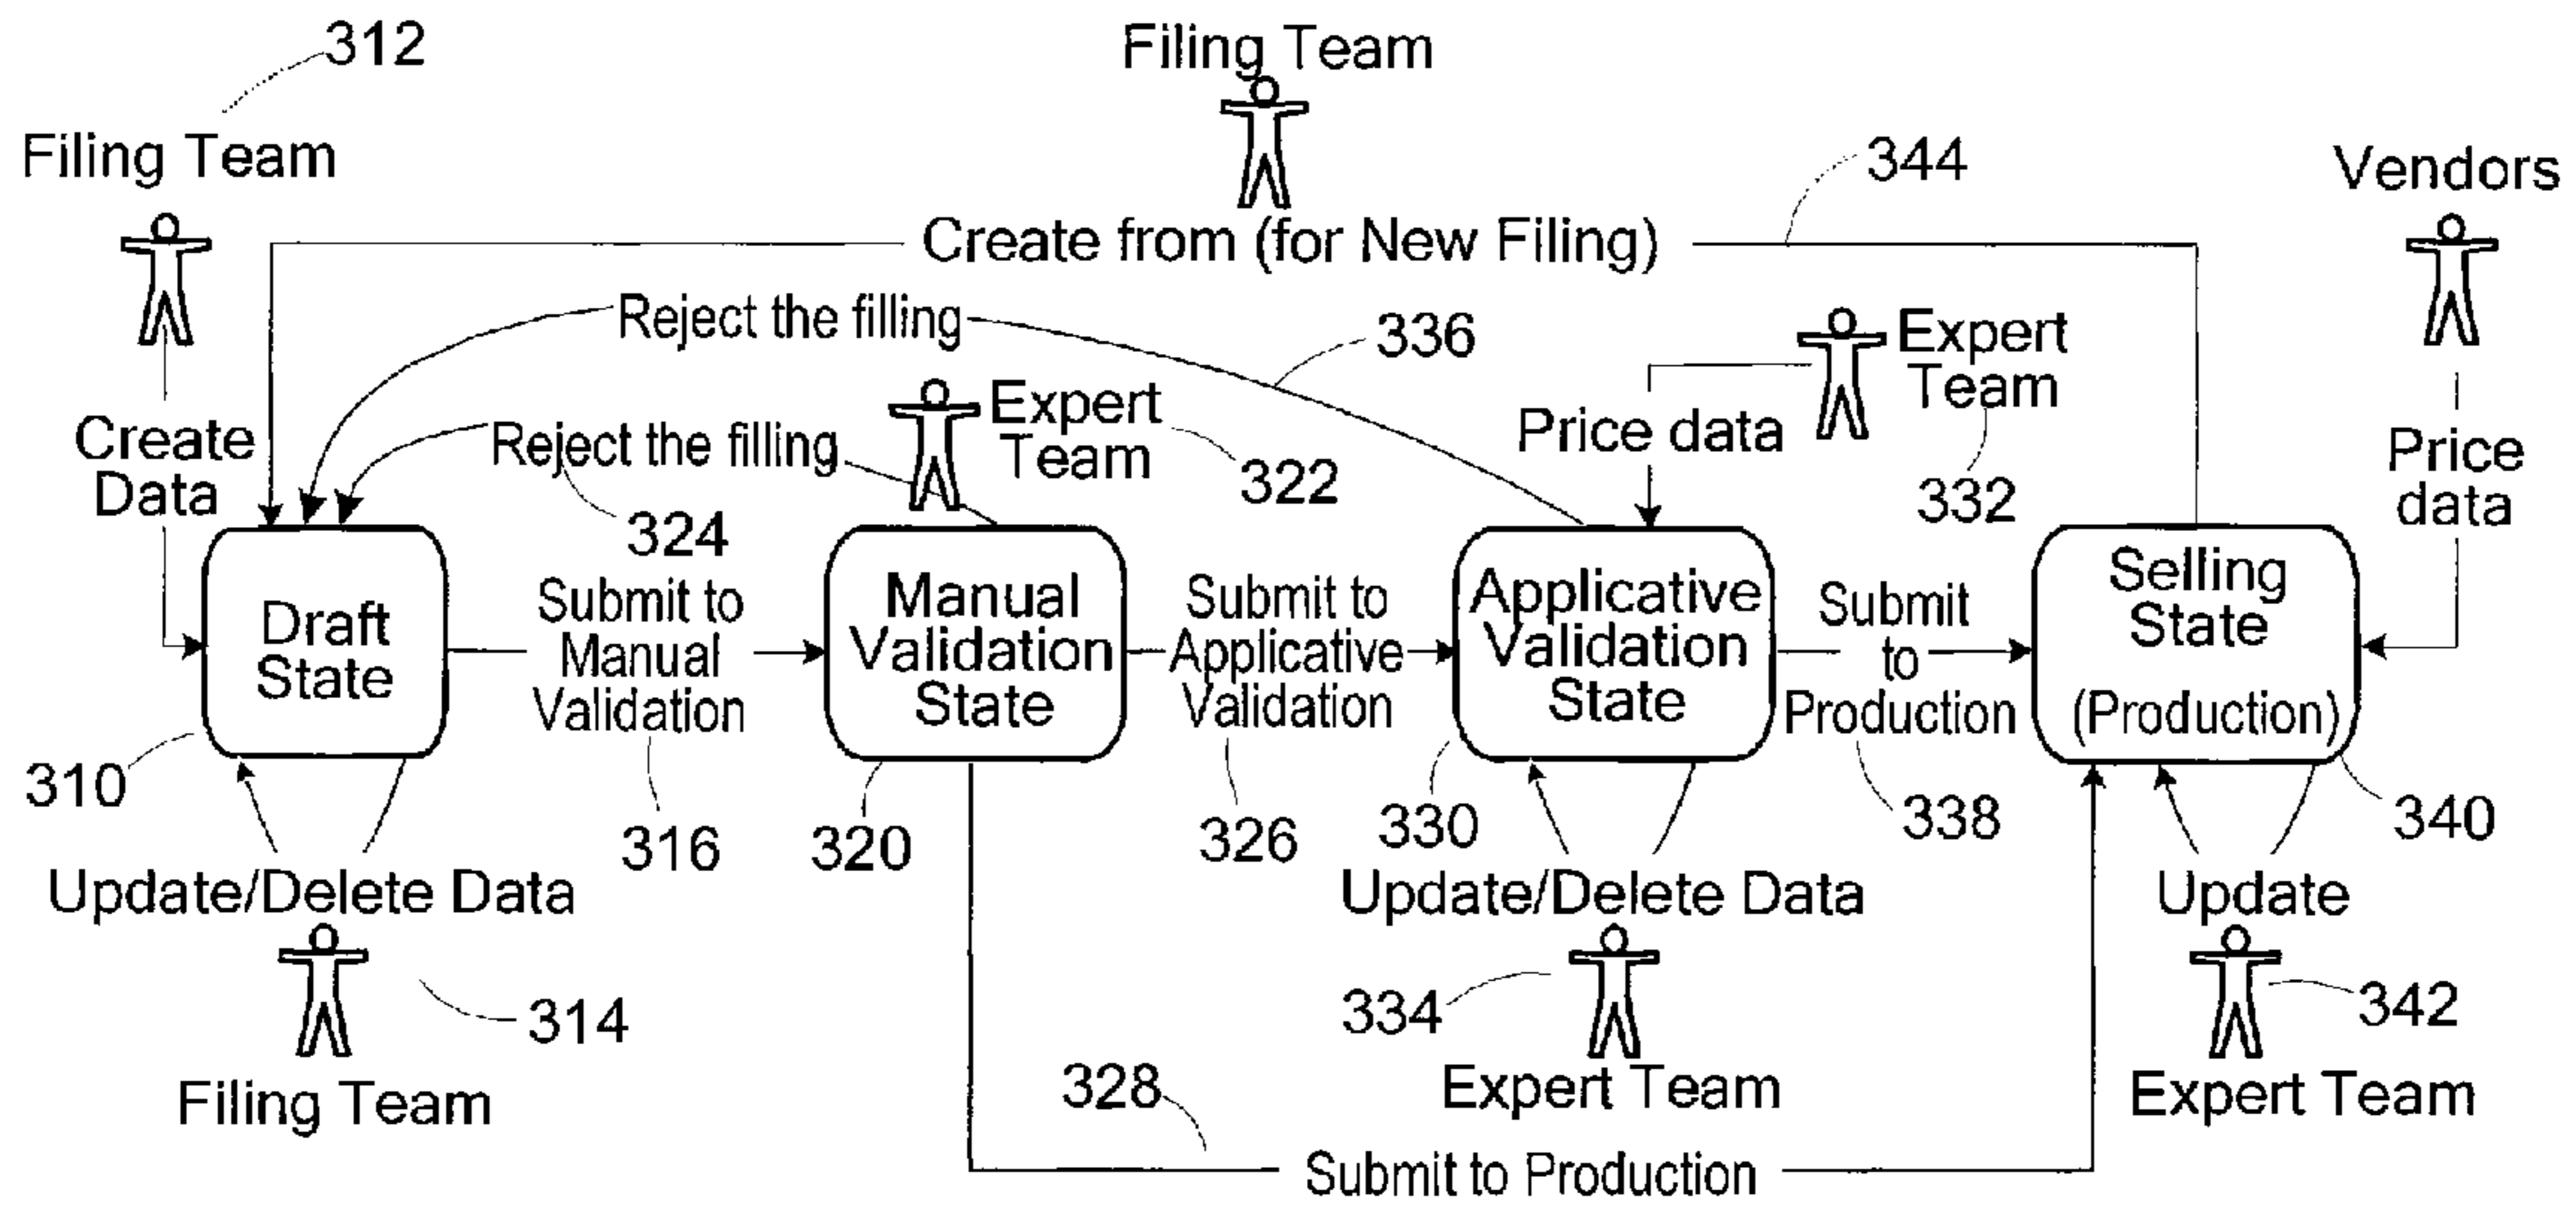 312
Filing Team
Filing Team
344
Vendors
Create from (for New Filing)
Reject the filling
336
Expert
Team
332
Expert
Team
322
Reject the filling
324
Price data
Create
Data
Price
data
Draft
State
310
Submit to
Manual
Validation
316
Manual
Validation
State
320
Submit to
Applicative
Validation
326
Applicative
Validation
State
330
Submit
to
Production
338
Selling
State
(Production)
340
Update/Delete Data
314
Filing Team
Update/Delete Data
334
Expert Team
Update
342
Expert Team
328
Submit to Production